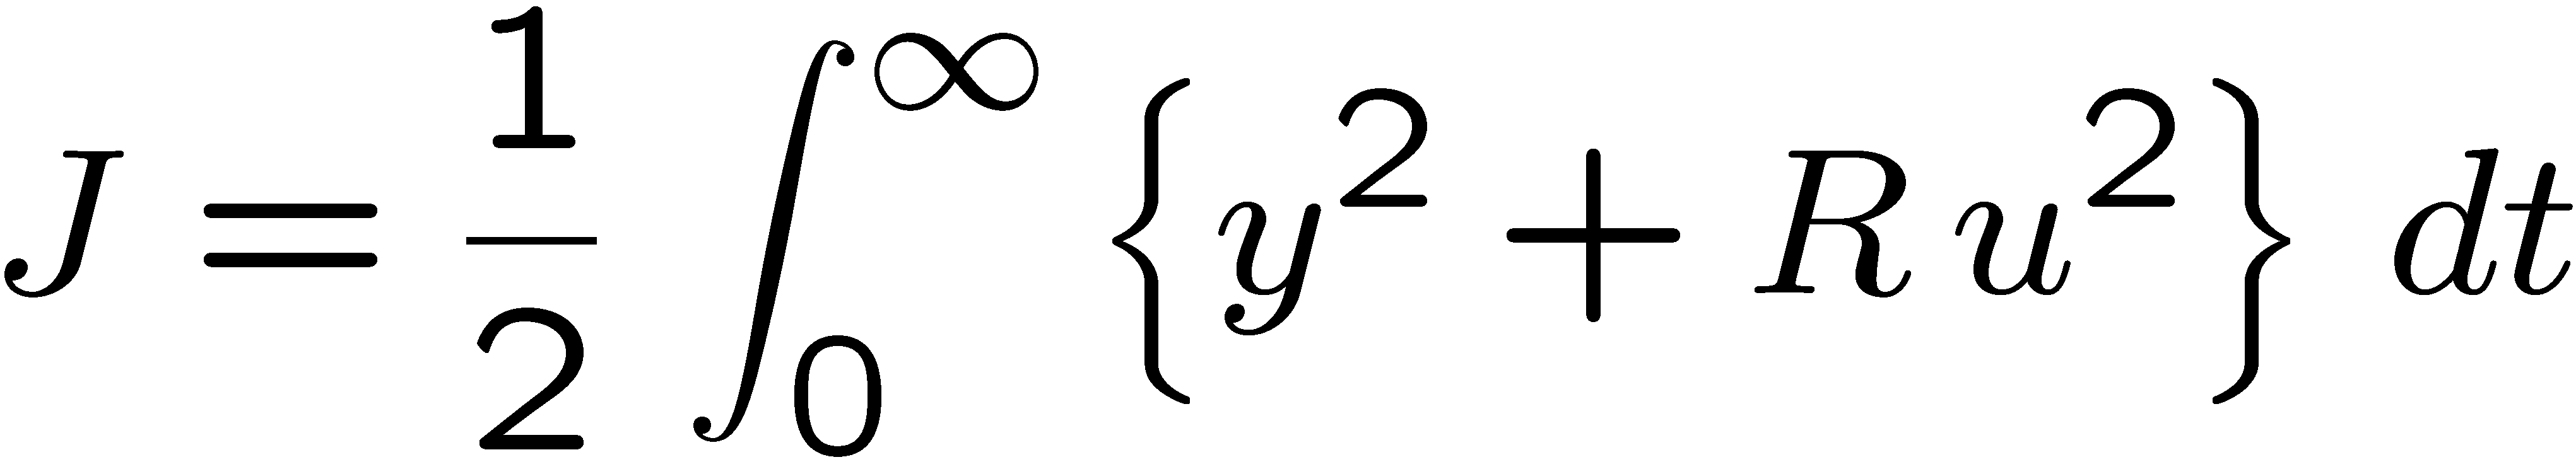 J = \frac{1}{2} \int_0^\infty \left\{ y^2 + R u^2 \right\} dt